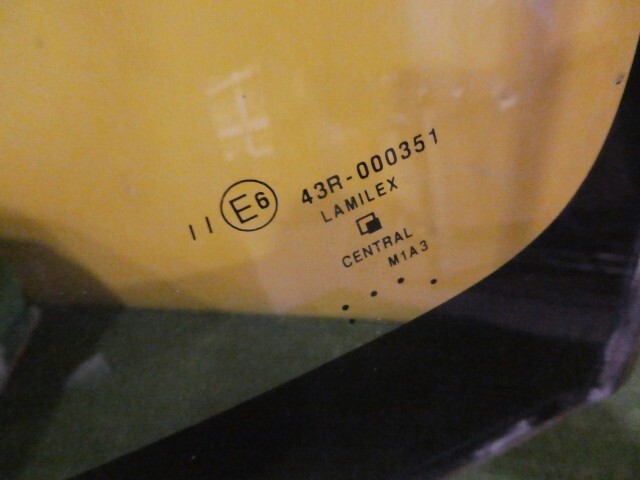 II E6 43R-000351
LAMILEX
CENTRAL
M1A3